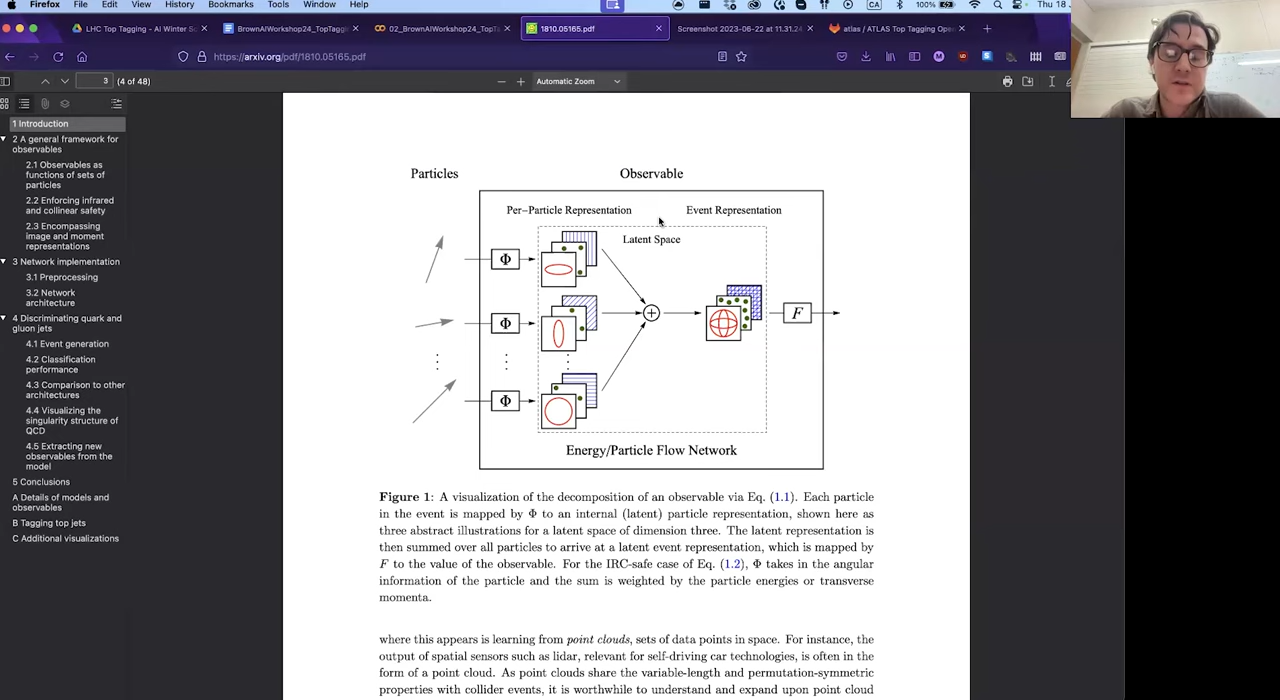 Firefox File Edit View History Bookmarks Tools Window Help CA 100% Thu 18
LHC Top Tagging - AI Winter S BrownAIWorkshop24_TopTaggi 02_BrownAIWorkshop24_TopT 1810.05165.pdf Screenshot 2023-06-22 at 11.31.2 atlas / ATLAS Top Tagging Ope
https://arxiv.org/pdf/1810.05165.pdf
3 (4 of 48) Automatic Zoom
1 Introduction
2 A general framework for
observables
2.1 Observables as
functions of sets of
particles
2.2 Enforcing infrared
and collinear safety
2.3 Encompassing
image and moment
representations
3 Network implementation
3.1 Preprocessing
3.2 Network
architecture
4 Discriminating quark and
gluon jets
4.1 Event generation
4.2 Classification
performance
4.3 Comparison to other
architectures
4.4 Visualizing the
singularity structure of
QCD
4.5 Extracting new
observables from the
model
5 Conclusions
A Details of models and
observables
B Tagging top jets
C Additional visualizations
Particles Observable
Per-Particle Representation Event Representation
Latent Space
Φ
Φ
F
Φ
Energy/Particle Flow Network
Figure 1: A visualization of the decomposition of an observable via Eq. (1.1). Each particle
in the event is mapped by Φ to an internal (latent) particle representation, shown here as
three abstract illustrations for a latent space of dimension three. The latent representation is
then summed over all particles to arrive at a latent event representation, which is mapped by
F to the value of the observable. For the IRC-safe case of Eq. (1.2), Φ takes in the angular
information of the particle and the sum is weighted by the particle energies or transverse
momenta.
where this appears is learning from point clouds, sets of data points in space. For instance, the
output of spatial sensors such as lidar, relevant for self-driving car technologies, is often in the
form of a point cloud. As point clouds share the variable-length and permutation-symmetric
properties with collider events, it is worthwhile to understand and expand upon point cloud